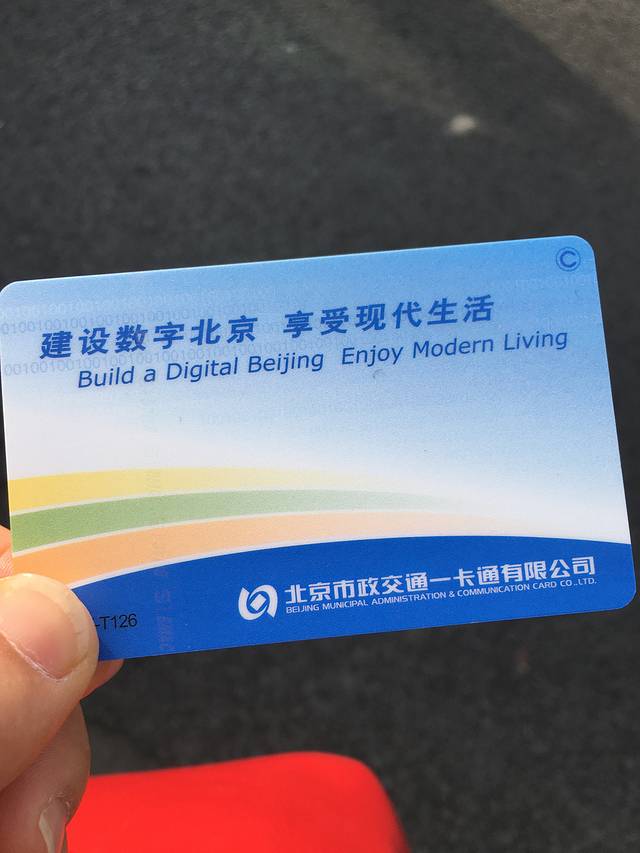 ©
建设数字北京 享受现代生活
Build a Digital Beijing Enjoy Modern Living
北京市政交通一卡通有限公司
BEIJING MUNICIPAL ADMINISTRATION & COMMUNICATION CARD CO.,LTD.
-T126